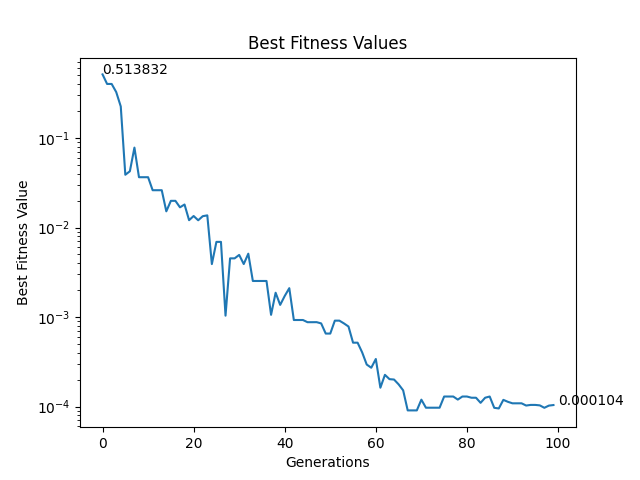 Best Fitness Values
0.513832
10⁻¹
10⁻²
10⁻³
10⁻⁴
Best Fitness Value
0.000104
0 20 40 60 80 100
Generations